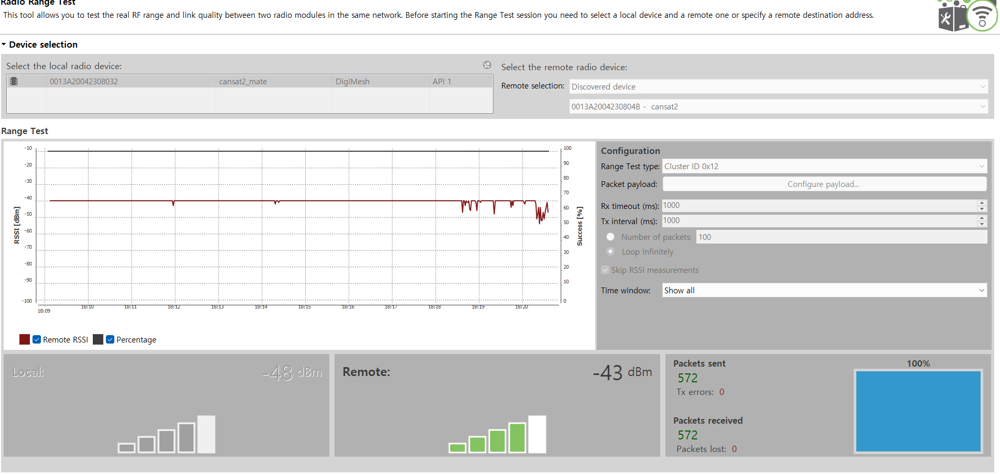 Radio Range Test
This tool allows you to test the real RF range and link quality between two radio modules in the same network. Before starting the Range Test session you need to select a local device and a remote one or specify a remote destination address.
Device selection
Select the local radio device:
0013A20042308032 cansat2_mate DigiMesh API 1
Select the remote radio device:
Remote selection: Discovered device
0013A2004230804B - cansat2
Range Test
-10
-20
-30
-40
-50
-60
-70
-80
-90
-100
RSSI [dBm]
100
90
80
70
60
50
40
30
20
10
0
Success [%]
18:09 18:10 18:11 18:12 18:13 18:14 18:15 18:16 18:17 18:18 18:19 18:20
Remote RSSI Percentage
Configuration
Range Test type: Cluster ID 0x12
Packet payload: Configure payload...
Rx timeout (ms): 1000
Tx interval (ms): 1000
Number of packets: 100
Loop infinitely
Skip RSSI measurements
Time window: Show all
Local: -48 dBm
Remote: -43 dBm
Packets sent
572
Tx errors: 0
Packets received
572
Packets lost: 0
100%